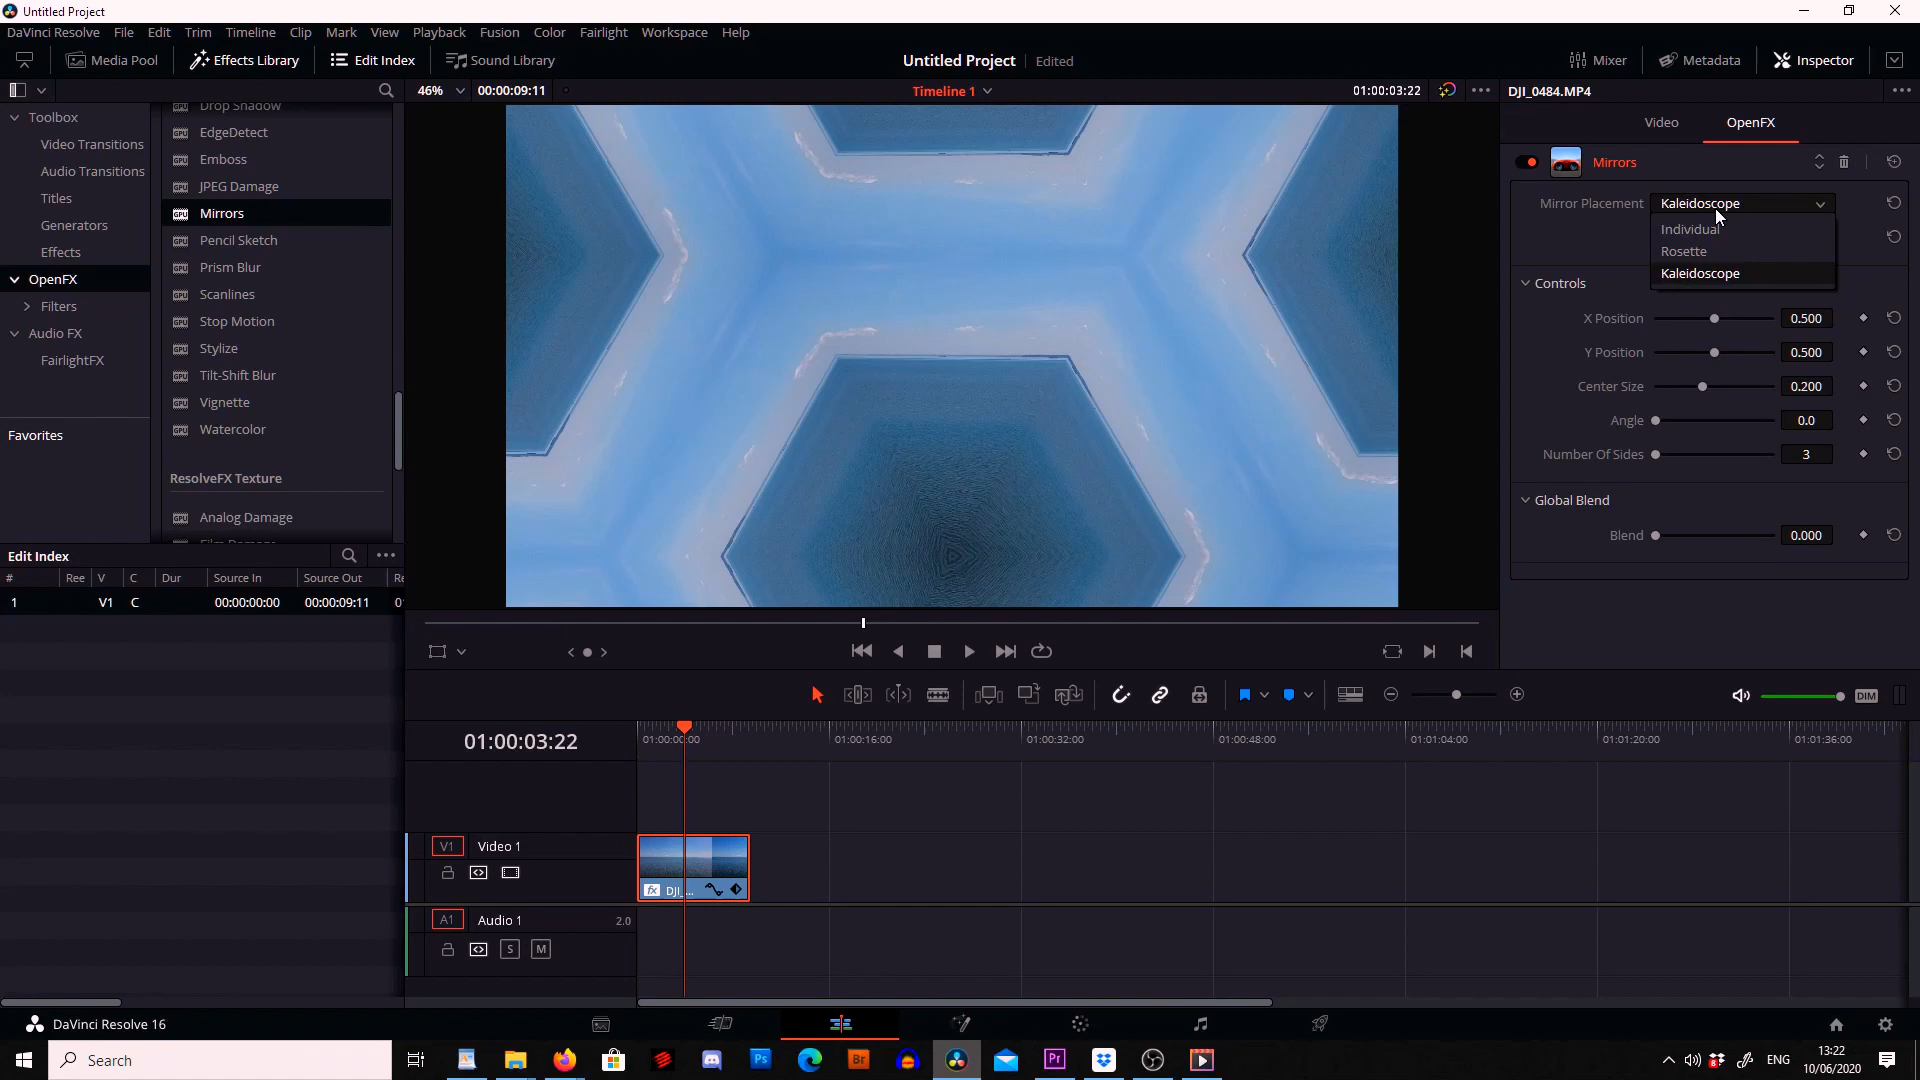 Untitled Project
DaVinci Resolve File Edit Trim Timeline Clip Mark View Playback Fusion Color Fairlight Workspace Help
Media Pool Effects Library Edit Index Sound Library Untitled Project Edited Mixer Metadata Inspector
46% 00:00:09:11 Timeline 1 01:00:03:22 DJI_0484.MP4
Video OpenFX
Toolbox
Video Transitions
Audio Transitions
Titles
Generators
Effects
OpenFX
Filters
Audio FX
FairlightFX
Favorites
Drop Shadow
EdgeDetect
Emboss
JPEG Damage
Mirrors
Pencil Sketch
Prism Blur
Scanlines
Stop Motion
Stylize
Tilt-Shift Blur
Vignette
Watercolor
ResolveFX Texture
Analog Damage
Mirrors
Mirror Placement Kaleidoscope
Individual
Rosette
Kaleidoscope
Controls
X Position 0.500
Y Position 0.500
Center Size 0.200
Angle 0.0
Number Of Sides 3
Global Blend
Blend 0.000
Edit Index
# Ree V C Dur Source In Source Out
1 V1 C 00:00:00:00 00:00:09:11
DIM
01:00:03:22
01:00:00:00 01:00:16:00 01:00:32:00 01:00:48:00 01:01:04:00 01:01:20:00 01:01:36:00
V1 Video 1
fx DJI_...
A1 Audio 1 2.0
S M
DaVinci Resolve 16
Search
Ps Br Pr
ENG
13:22
10/06/2020